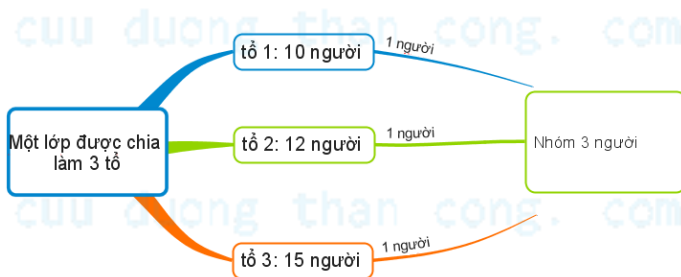 cuu duong than cong. com
tổ 1: 10 người
1 người
Một lớp được chia
làm 3 tổ
tổ 2: 12 người
1 người
Nhóm 3 người
cuu duong than cong. com
tổ 3: 15 người
1 người